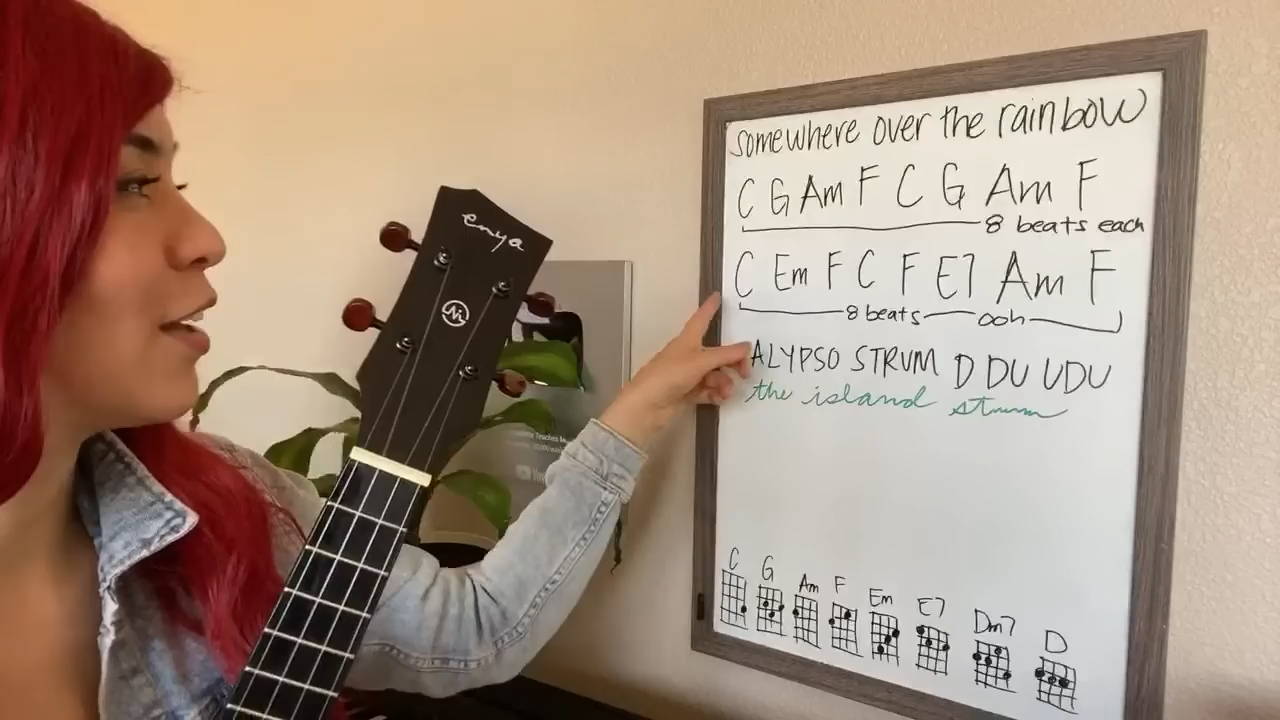 enya
somewhere over the rainbow
C G Am F C G Am F
8 beats each
C Em F C F E7 Am F
8 beats ooh
ALYPSO STRUM D DU UDU
the island strum
C G Am F Em E7 Dm7 D